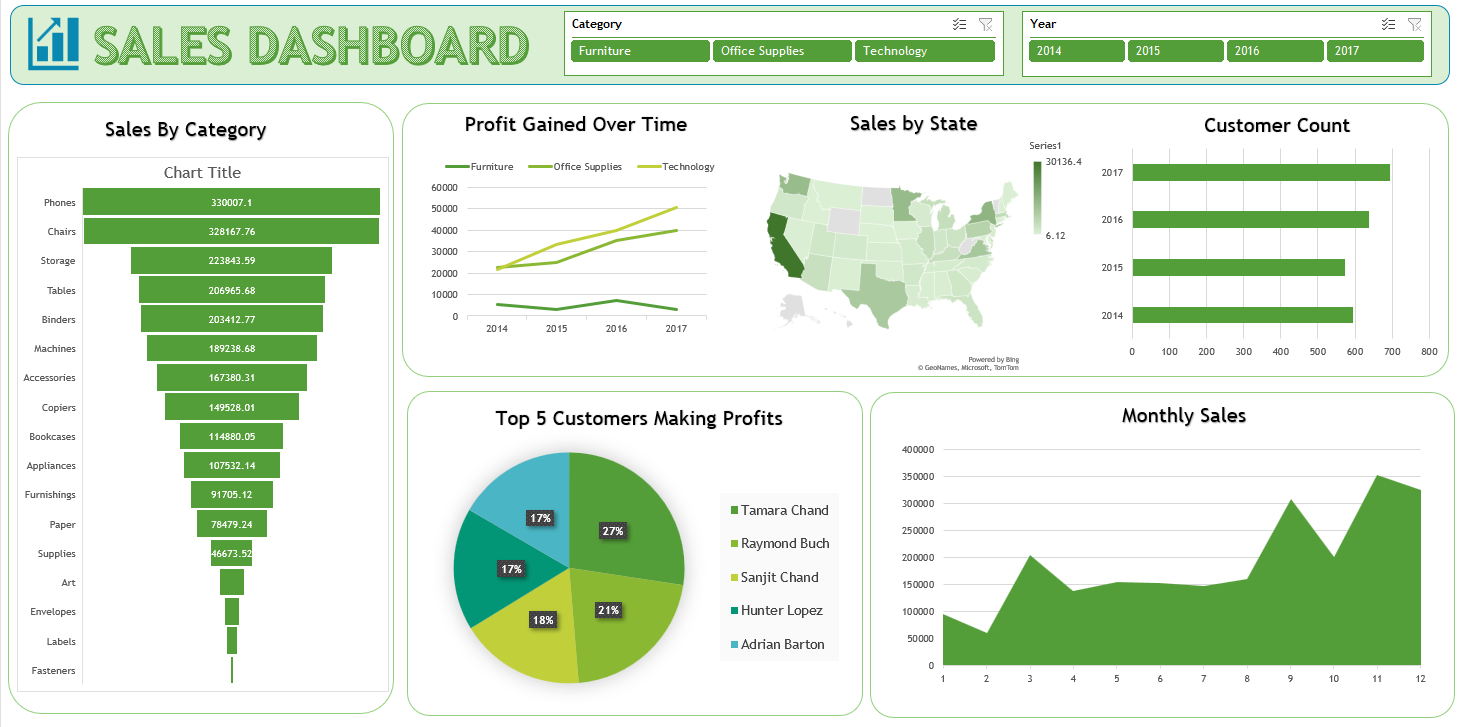 SALES DASHBOARD
Category
Furniture
Office Supplies
Technology
Year
2014
2015
2016
2017
Sales By Category
Chart Title
Phones 330007.1
Chairs 328167.76
Storage 223843.59
Tables 206965.68
Binders 203412.77
Machines 189238.68
Accessories 167380.31
Copiers 149528.01
Bookcases 114880.05
Appliances 107532.14
Furnishings 91705.12
Paper 78479.24
Supplies 46673.52
Art
Envelopes
Labels
Fasteners
Profit Gained Over Time
Furniture Office Supplies Technology
60000
50000
40000
30000
20000
10000
0
2014 2015 2016 2017
Sales by State
Series1
30136.4
6.12
Powered by Bing
© GeoNames, Microsoft, TomTom
Customer Count
2017
2016
2015
2014
0 100 200 300 400 500 600 700 800
Top 5 Customers Making Profits
27%
21%
18%
17%
17%
Tamara Chand
Raymond Buch
Sanjit Chand
Hunter Lopez
Adrian Barton
Monthly Sales
400000
350000
300000
250000
200000
150000
100000
50000
0
1 2 3 4 5 6 7 8 9 10 11 12